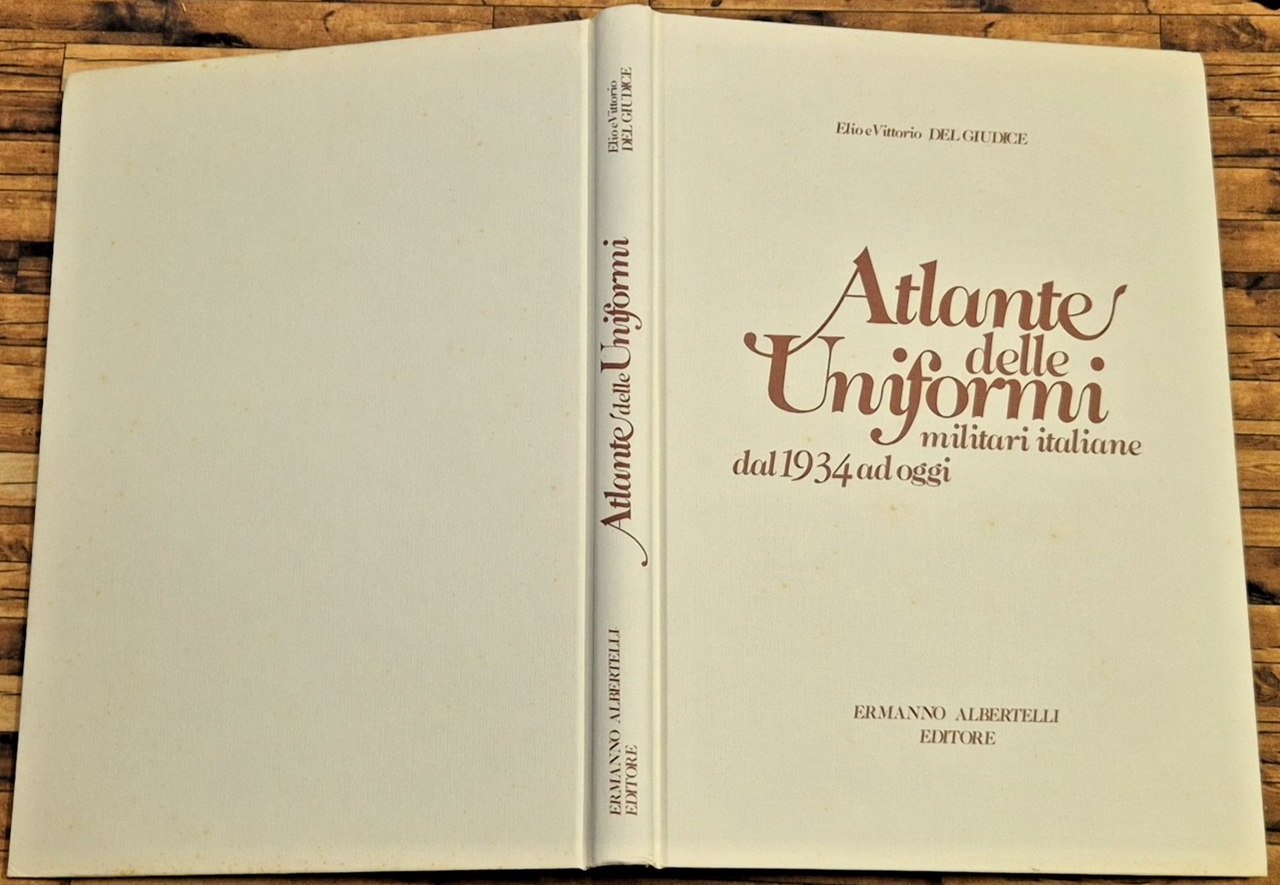 Elio e Vittorio
DEL GIUDICE
Atlante delle Uniformi
ERMANNO ALBERTELLI
EDITORE
Elio e Vittorio DEL GIUDICE
Atlante
delle
Uniformi
militari italiane
dal 1934 ad oggi
ERMANNO ALBERTELLI
EDITORE